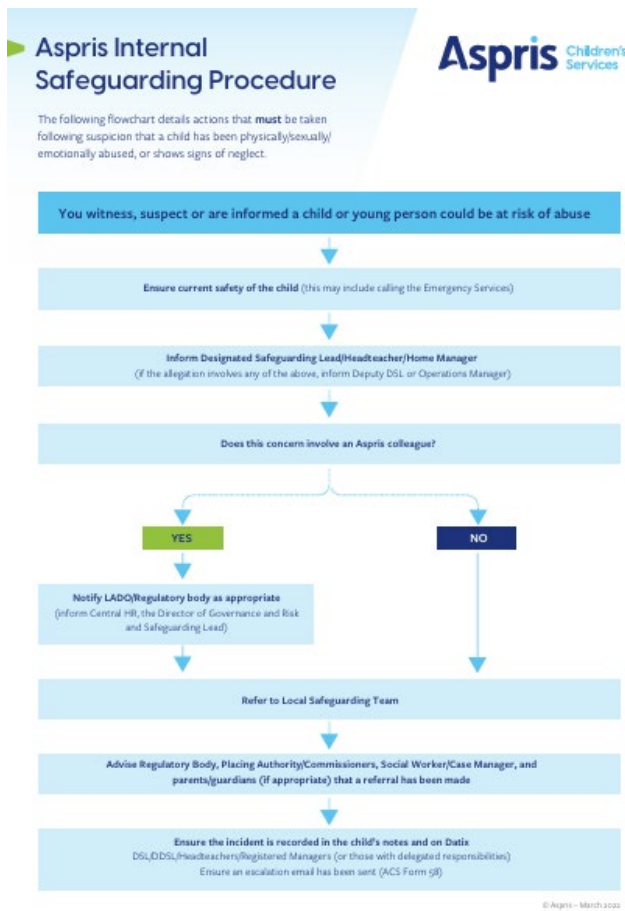 Aspris Internal
Safeguarding Procedure
Aspris Children's
Services
The following flowchart details actions that must be taken
following suspicion that a child has been physically/sexually/
emotionally abused, or shows signs of neglect.
You witness, suspect or are informed a child or young person could be at risk of abuse
Ensure current safety of the child (this may include calling the Emergency Services)
Inform Designated Safeguarding Lead/Headteacher/Home Manager
(if the allegation involves any of the above, inform Deputy DSL or Operations Manager)
Does this concern involve an Aspris colleague?
YES
NO
Notify LADO/Regulatory body as appropriate
(inform Central HR, the Director of Governance and Risk
and Safeguarding Lead)
Refer to Local Safeguarding Team
Advise Regulatory Body, Placing Authority/Commissioners, Social Worker/Case Manager, and
parents/guardians (if appropriate) that a referral has been made
Ensure the incident is recorded in the child's notes and on Datix
DSL/DDSL/Headteachers/Registered Managers (or those with delegated responsibilities)
Ensure an escalation email has been sent (ACS Form 58)
© Aspris – March 2022